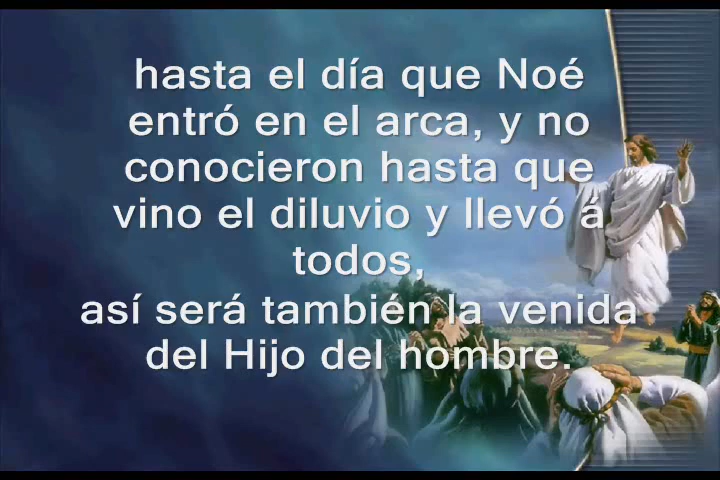 hasta el día que Noé
entró en el arca, y no
conocieron hasta que
vino el diluvio y llevó á
todos,
así será también la venida
del Hijo del hombre.